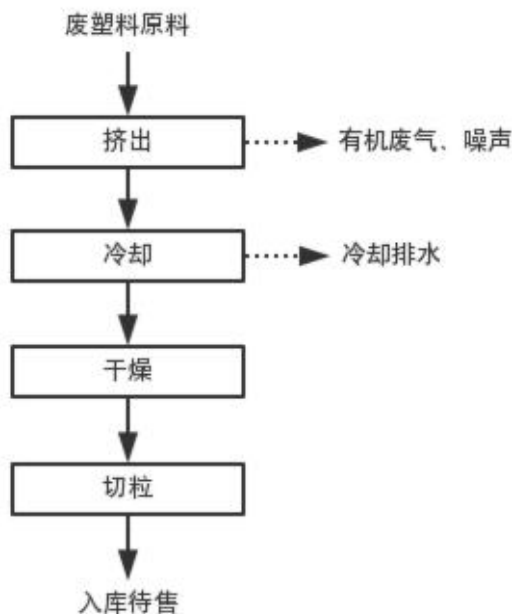 废塑料原料
挤出
有机废气、噪声
冷却
冷却排水
干燥
切粒
入库待售